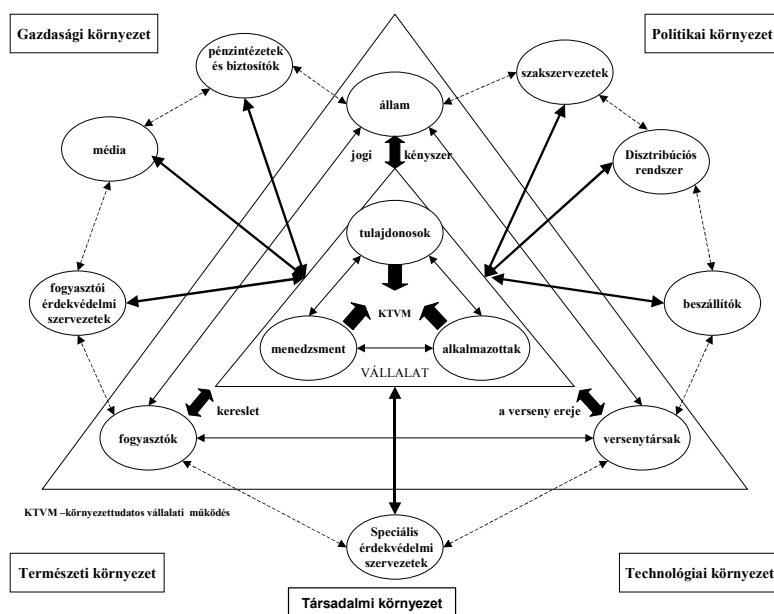 Gazdasági környezet
Politikai környezet
pénzintézetek
és biztosítók
szakszervezetek
állam
média
jogi
kényszer
Disztribúciós
rendszer
tulajdonosok
fogyasztói
érdekvédelmi
szervezetek
beszállítók
KTVM
menedzsment
alkalmazottak
VÁLLALAT
kereslet
a verseny ereje
fogyasztók
versenytársak
KTVM –környezettudatos vállalati működés
Speciális
érdekvédelmi
szervezetek
Természeti környezet
Technológiai környezet
Társadalmi környezet